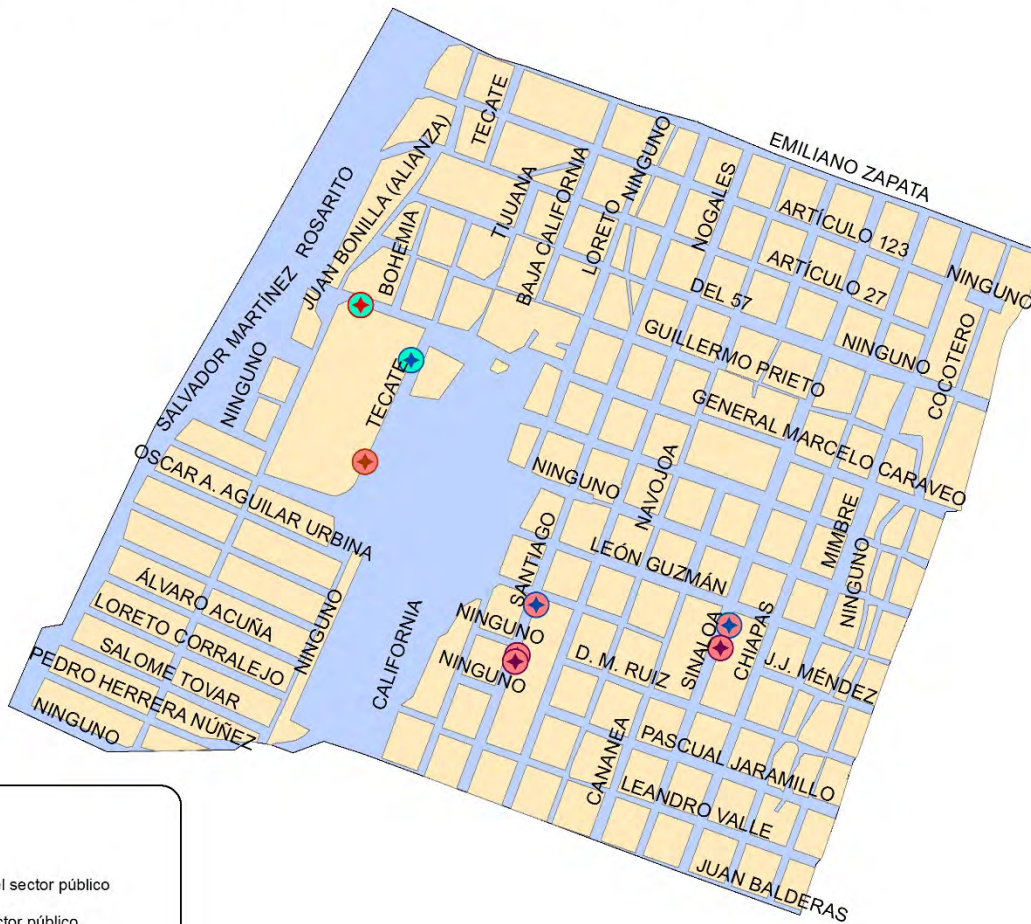 EMILIANO ZAPATA
TECATE
NINGUNO
JUAN BONILLA (ALIANZA)
TIJUANA
BAJA CALIFORNIA
LORETO
NOGALES
ARTÍCULO 123
ROSARITO
BOHEMIA
ARTÍCULO 27
NINGUNO
DEL 57
SALVADOR MARTÍNEZ
GUILLERMO PRIETO
NINGUNO
COCOTERO
NINGUNO
TECATE
GENERAL MARCELO CARAVEO
OSCAR A. AGUILAR URBINA
NINGUNO
NAVOJOA
MIMBRE
SANTIAGO
LEÓN GUZMÁN
NINGUNO
ÁLVARO ACUÑA
NINGUNO
CALIFORNIA
NINGUNO
SINALOA
CHIAPAS
LORETO CORRALEJO
NINGUNO
D. M. RUIZ
J.J. MÉNDEZ
SALOME TOVAR
PEDRO HERRERA NÚÑEZ
NINGUNO
CANANEA
PASCUAL JARAMILLO
LEANDRO VALLE
JUAN BALDERAS
l sector público
ctor público